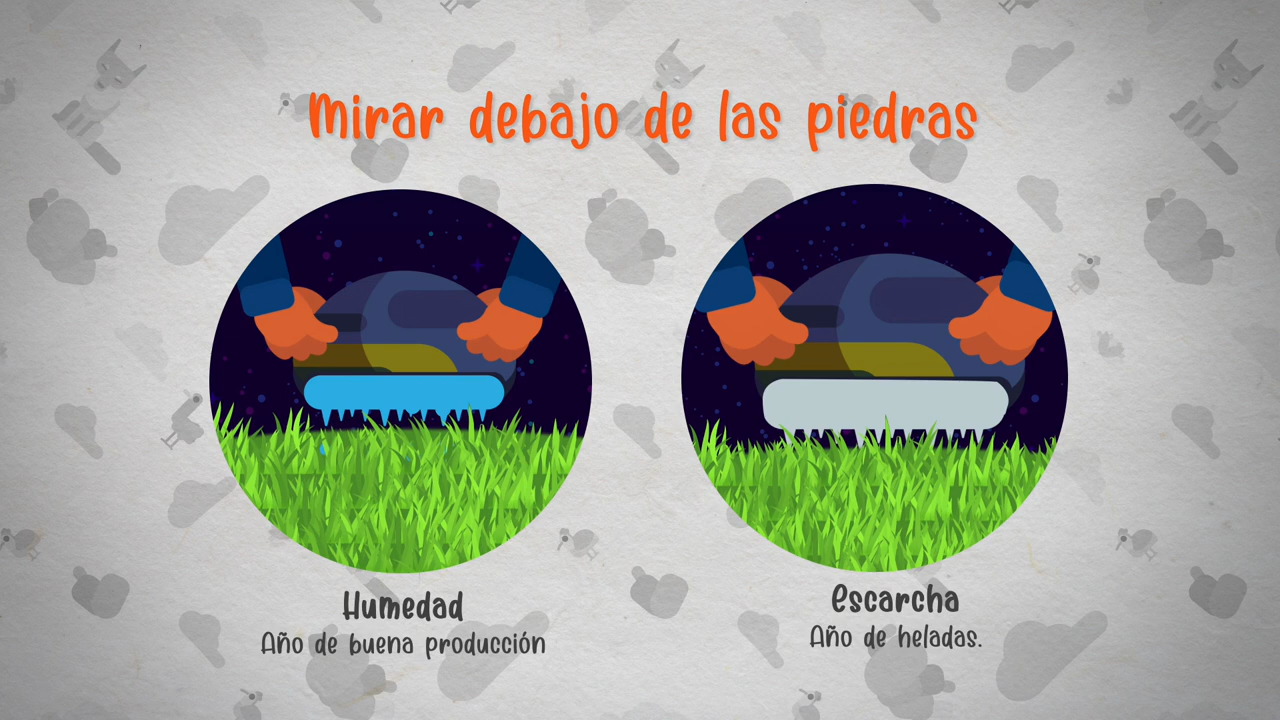 Mirar debajo de las piedras
Humedad
Año de buena producción
Escarcha
Año de heladas.